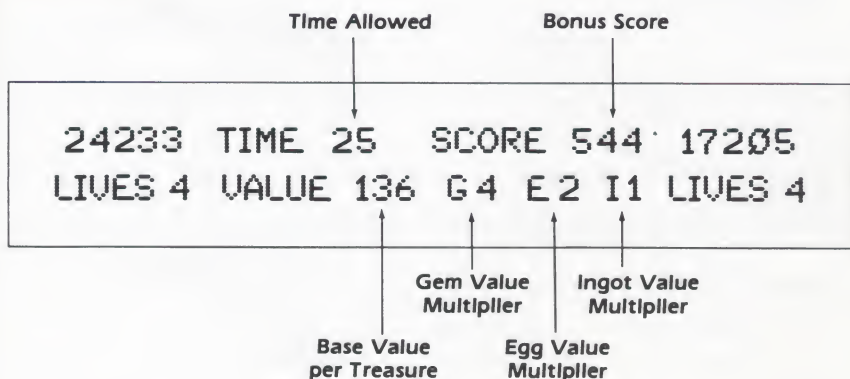 Time Allowed Bonus Score
24233 TIME 25 SCORE 544 172Ø5
LIVES 4 VALUE 136 G4 E2 I1 LIVES 4
Gem Value Ingot Value
Multiplier Multiplier
Base Value Egg Value
per Treasure Multiplier